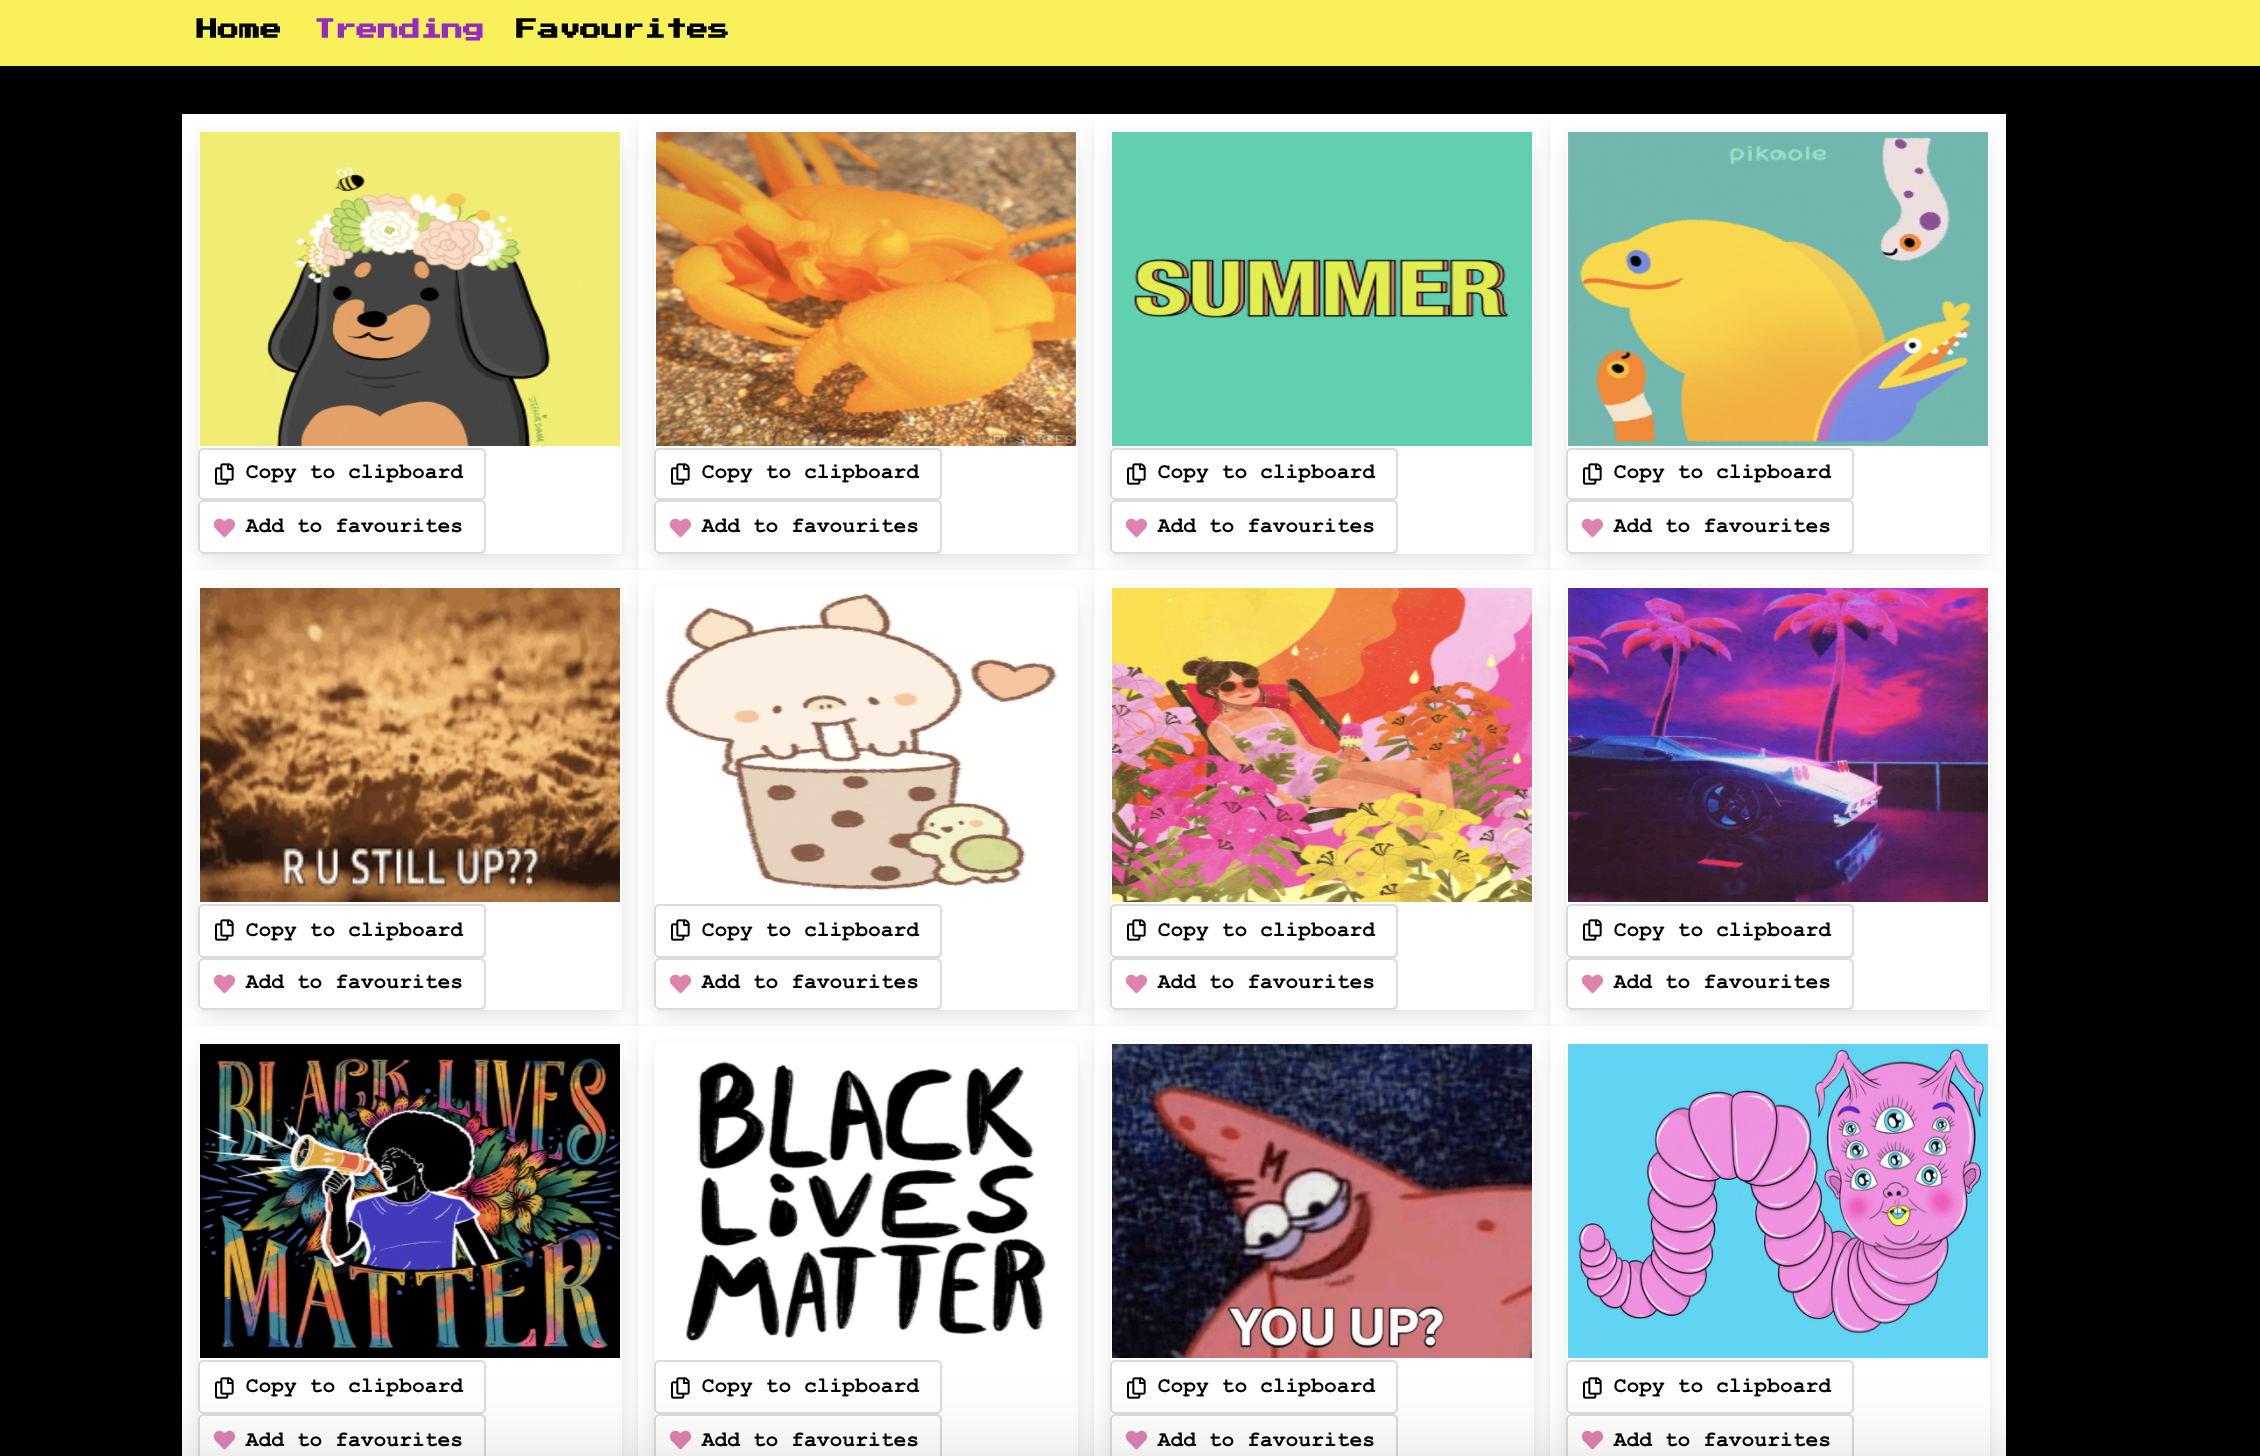 Home Trending Favourites
pikaole
SUMMER
PI-SLICES
Copy to clipboard Copy to clipboard Copy to clipboard Copy to clipboard
Add to favourites Add to favourites Add to favourites Add to favourites
R U STILL UP??
Copy to clipboard Copy to clipboard Copy to clipboard Copy to clipboard
Add to favourites Add to favourites Add to favourites Add to favourites
BLACK LIVES
MATTER
BLACK
LiVES
MATTER
YOU UP?
Copy to clipboard Copy to clipboard Copy to clipboard Copy to clipboard
Add to favourites Add to favourites Add to favourites Add to favourites